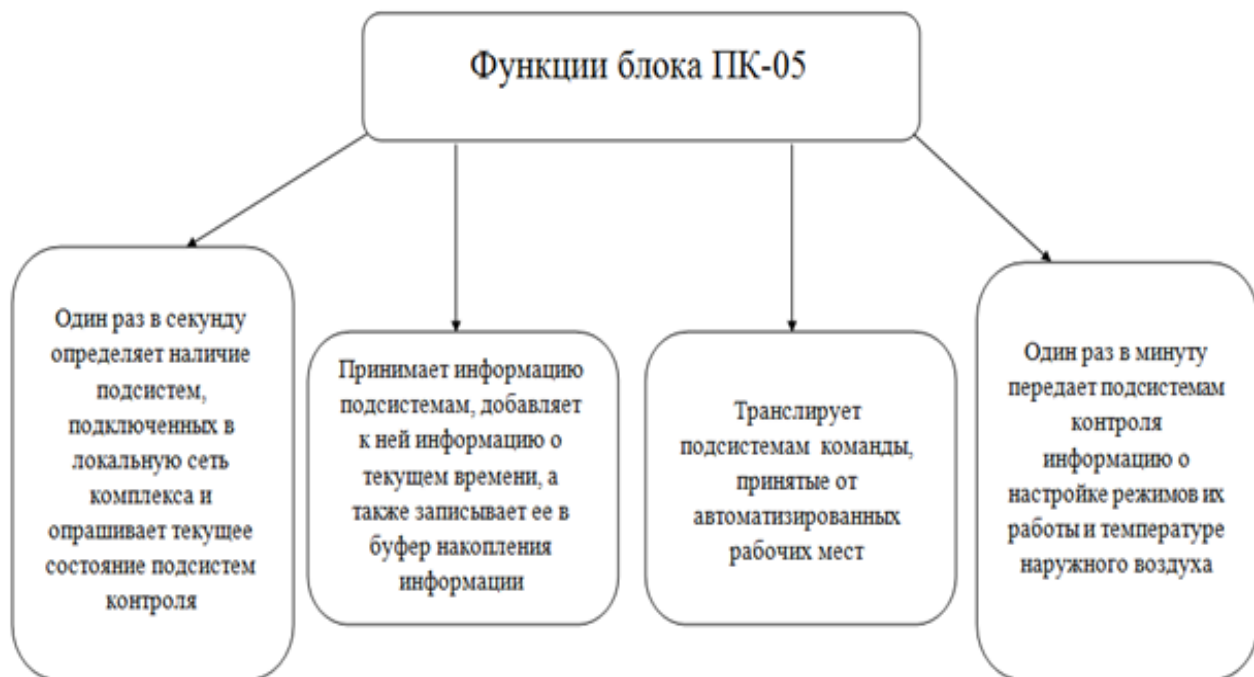 Функции блока ПК-05
Один раз в секунду
определяет наличие
подсистем,
подключенных в
локальную сеть
комплекса и
опрашивает текущее
состояние подсистем
контроля
Принимает информацию
подсистемам, добавляет
к ней информацию о
текущем времени, а
также записывает ее в
буфер накопления
информации
Транслирует
подсистемам команды,
принятые от
автоматизированных
рабочих мест
Один раз в минуту
передает подсистемам
контроля
информацию о
настройке режимов их
работы и температуре
наружного воздуха